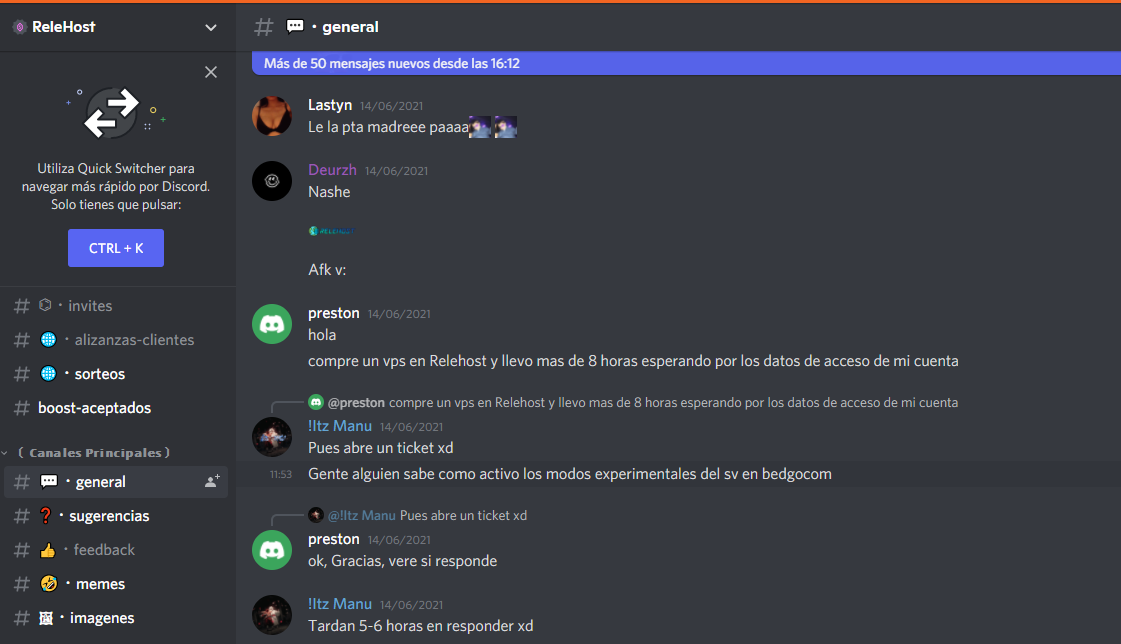 ReleHost
Utiliza Quick Switcher para
navegar más rápido por Discord.
Solo tienes que pulsar:
CTRL + K
# · invites
# · alizanzas-clientes
# · sorteos
# boost-aceptados
( Canales Principales )
# · general
# · sugerencias
# · feedback
# · memes
# · imagenes
# · general
Más de 50 mensajes nuevos desde las 16:12
Lastyn 14/06/2021
Le la pta madreee paaaa
Deurzh 14/06/2021
Nashe
RELEHOST
Afk v:
preston 14/06/2021
hola
compre un vps en Relehost y llevo mas de 8 horas esperando por los datos de acceso de mi cuenta
@preston compre un vps en Relehost y llevo mas de 8 horas esperando por los datos de acceso de mi cuenta
!Itz Manu 14/06/2021
Pues abre un ticket xd
11:53 Gente alguien sabe como activo los modos experimentales del sv en bedgocom
@!Itz Manu Pues abre un ticket xd
preston 14/06/2021
ok, Gracias, vere si responde
!Itz Manu 14/06/2021
Tardan 5-6 horas en responder xd